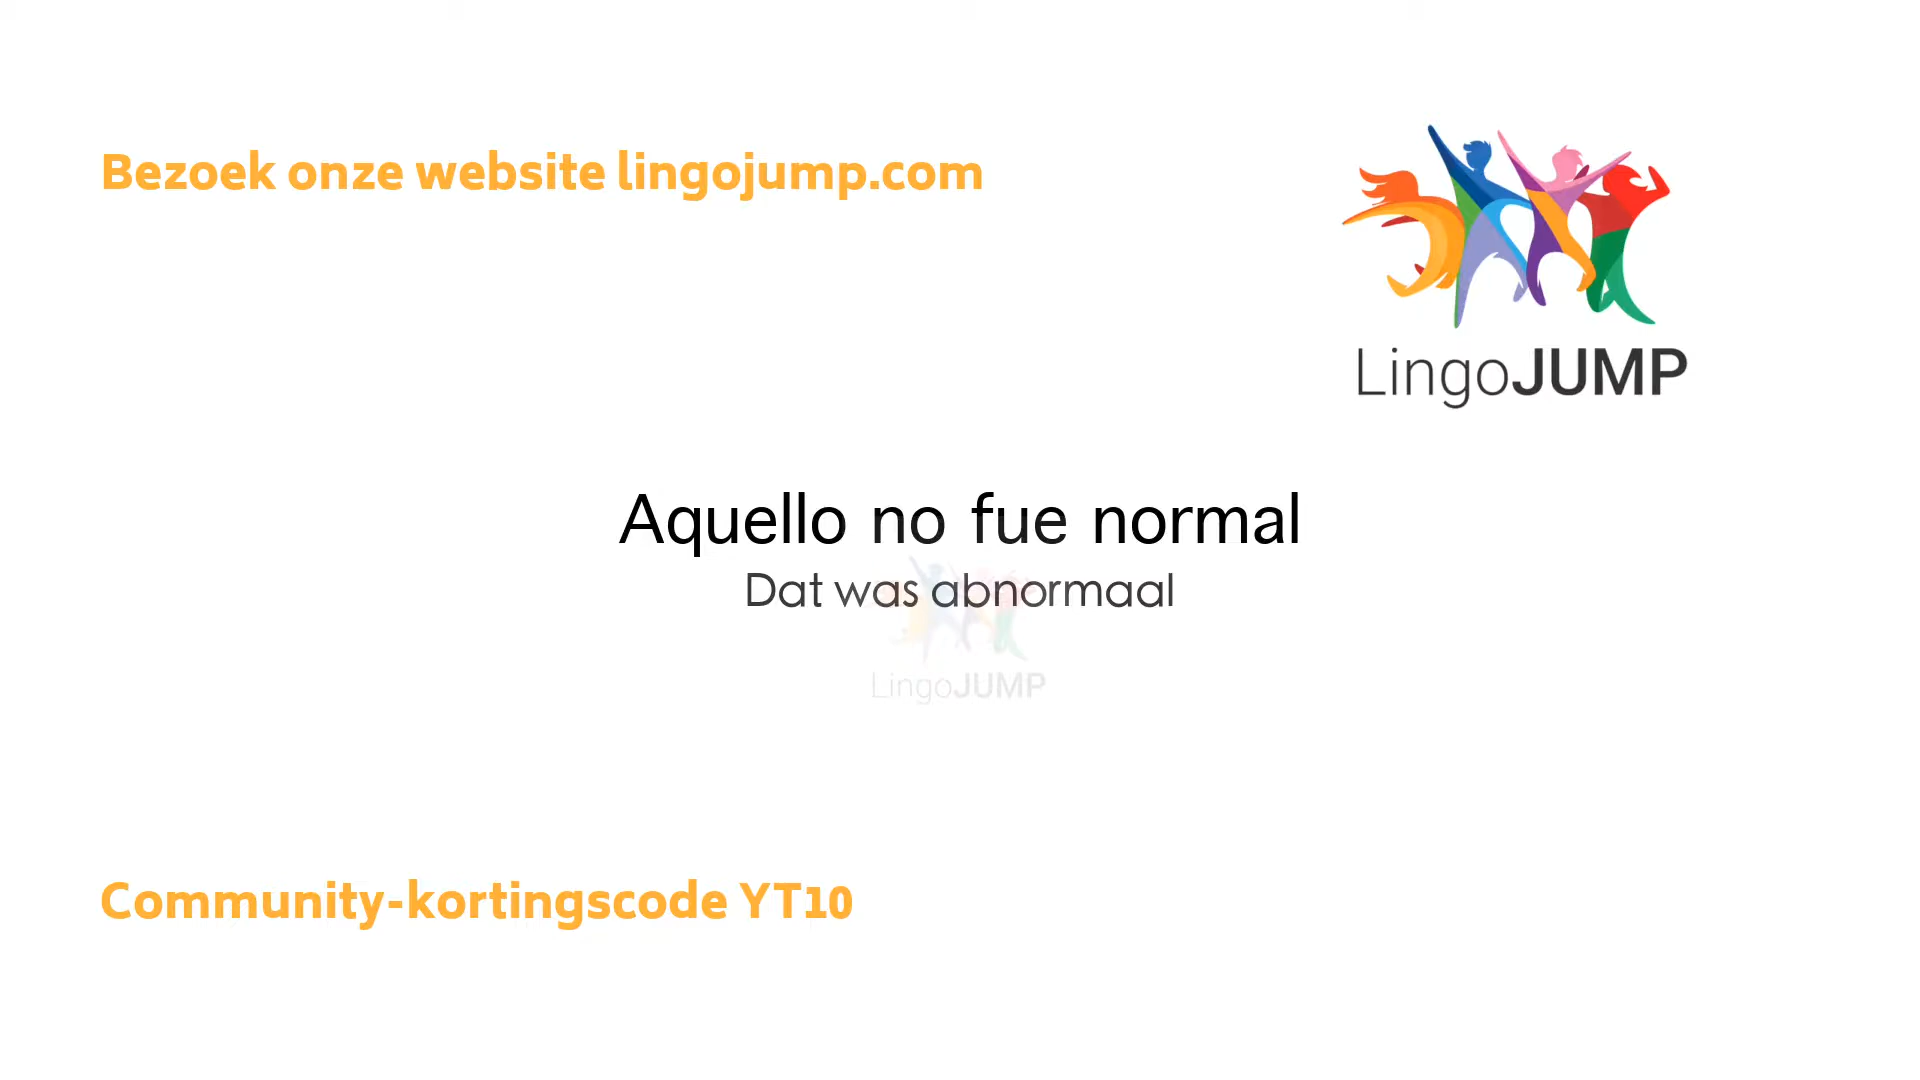 Bezoek onze website lingojump.com
LingoJUMP
Aquello no fue normal
Dat was abnormaal
LingoJUMP
Community-kortingscode YT10